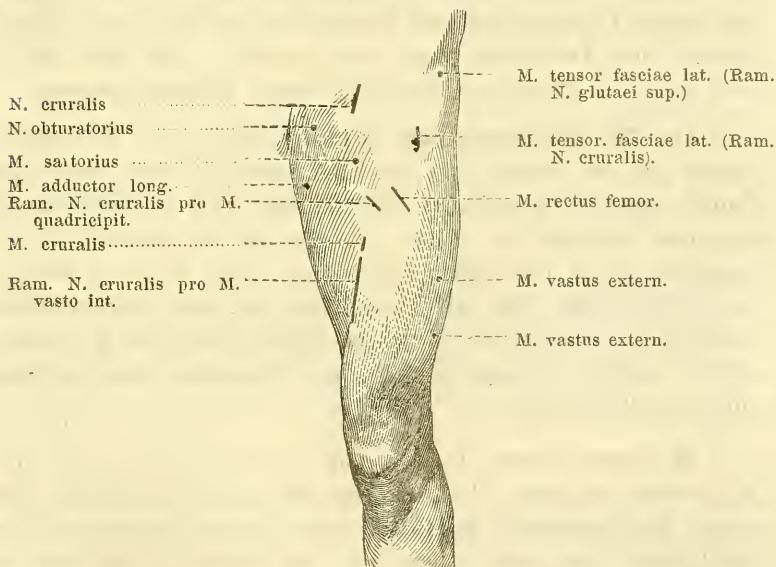 N. cruralis
N. obturatorius
M. sartorius
M. adductor long.
Ram. N. cruralis pro M.
quadricipit.
M. cruralis
Ram. N. cruralis pro M.
vasto int.
M. tensor fasciae lat. (Ram.
N. glutaei sup.)
M. tensor. fasciae lat. (Ram.
N. cruralis).
M. rectus femor.
M. vastus extern.
M. vastus extern.